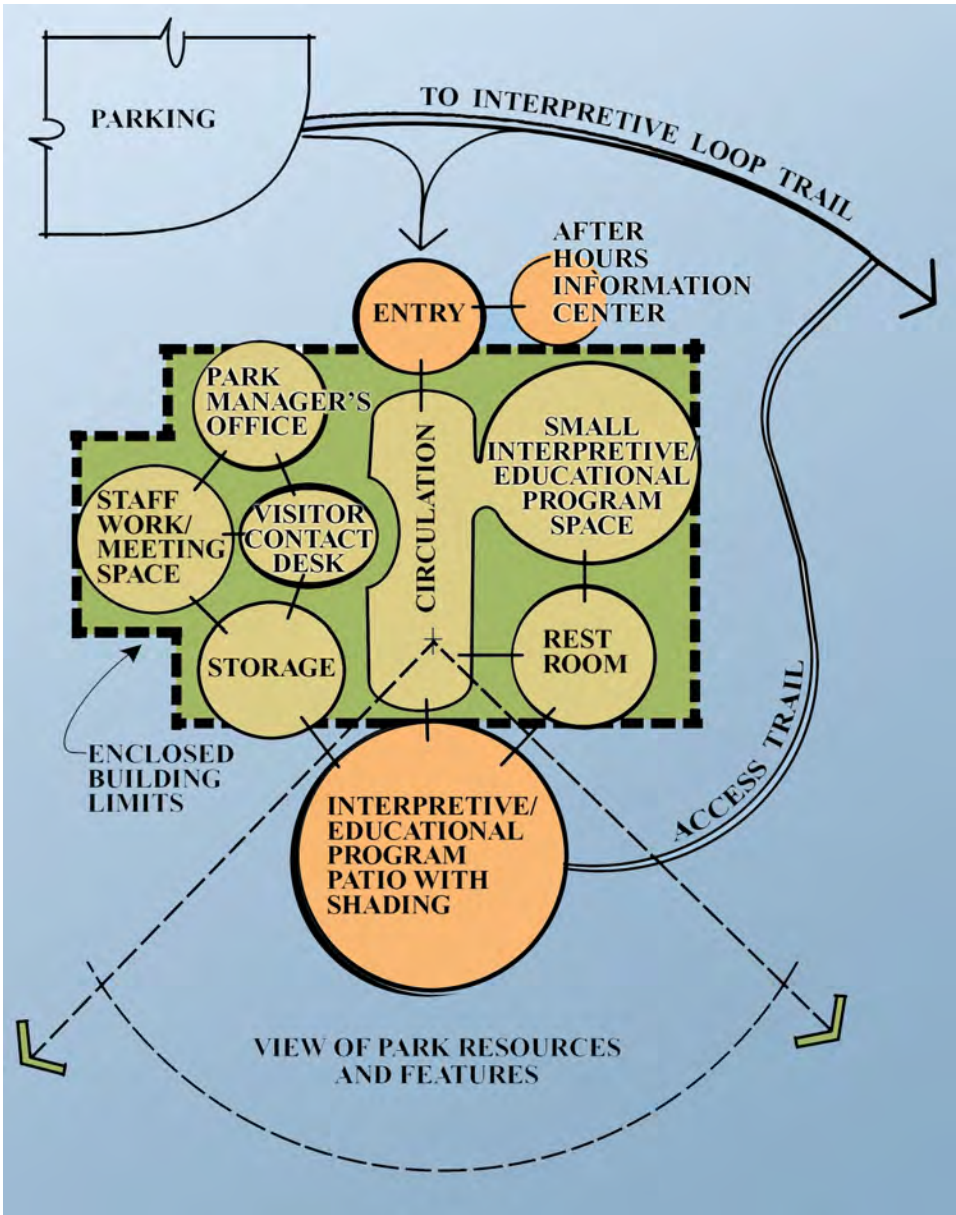 PARKING
TO INTERPRETIVE LOOP TRAIL
AFTER
HOURS
INFORMATION
CENTER
ENTRY
PARK
MANAGER'S
OFFICE
CIRCULATION
SMALL
INTERPRETIVE/
EDUCATIONAL
PROGRAM
SPACE
STAFF
WORK/
MEETING
SPACE
VISITOR
CONTACT
DESK
STORAGE
REST
ROOM
ENCLOSED
BUILDING
LIMITS
ACCESS TRAIL
INTERPRETIVE/
EDUCATIONAL
PROGRAM
PATIO WITH
SHADING
VIEW OF PARK RESOURCES
AND FEATURES